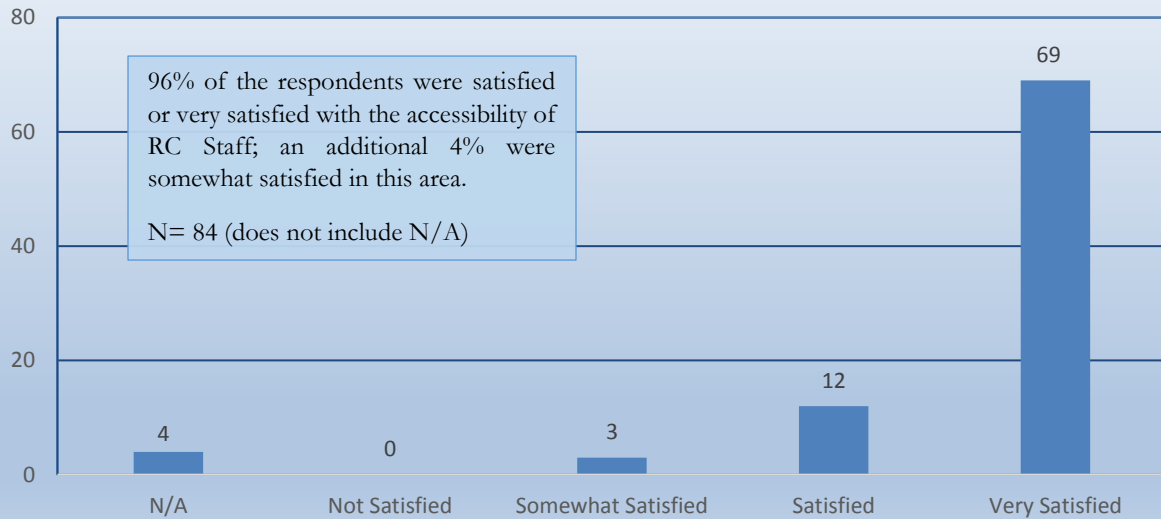 80
60
40
20
0
96% of the respondents were satisfied
or very satisfied with the accessibility of
RC Staff; an additional 4% were
somewhat satisfied in this area.
N= 84 (does not include N/A)
4
0
3
12
69
N/A
Not Satisfied
Somewhat Satisfied
Satisfied
Very Satisfied